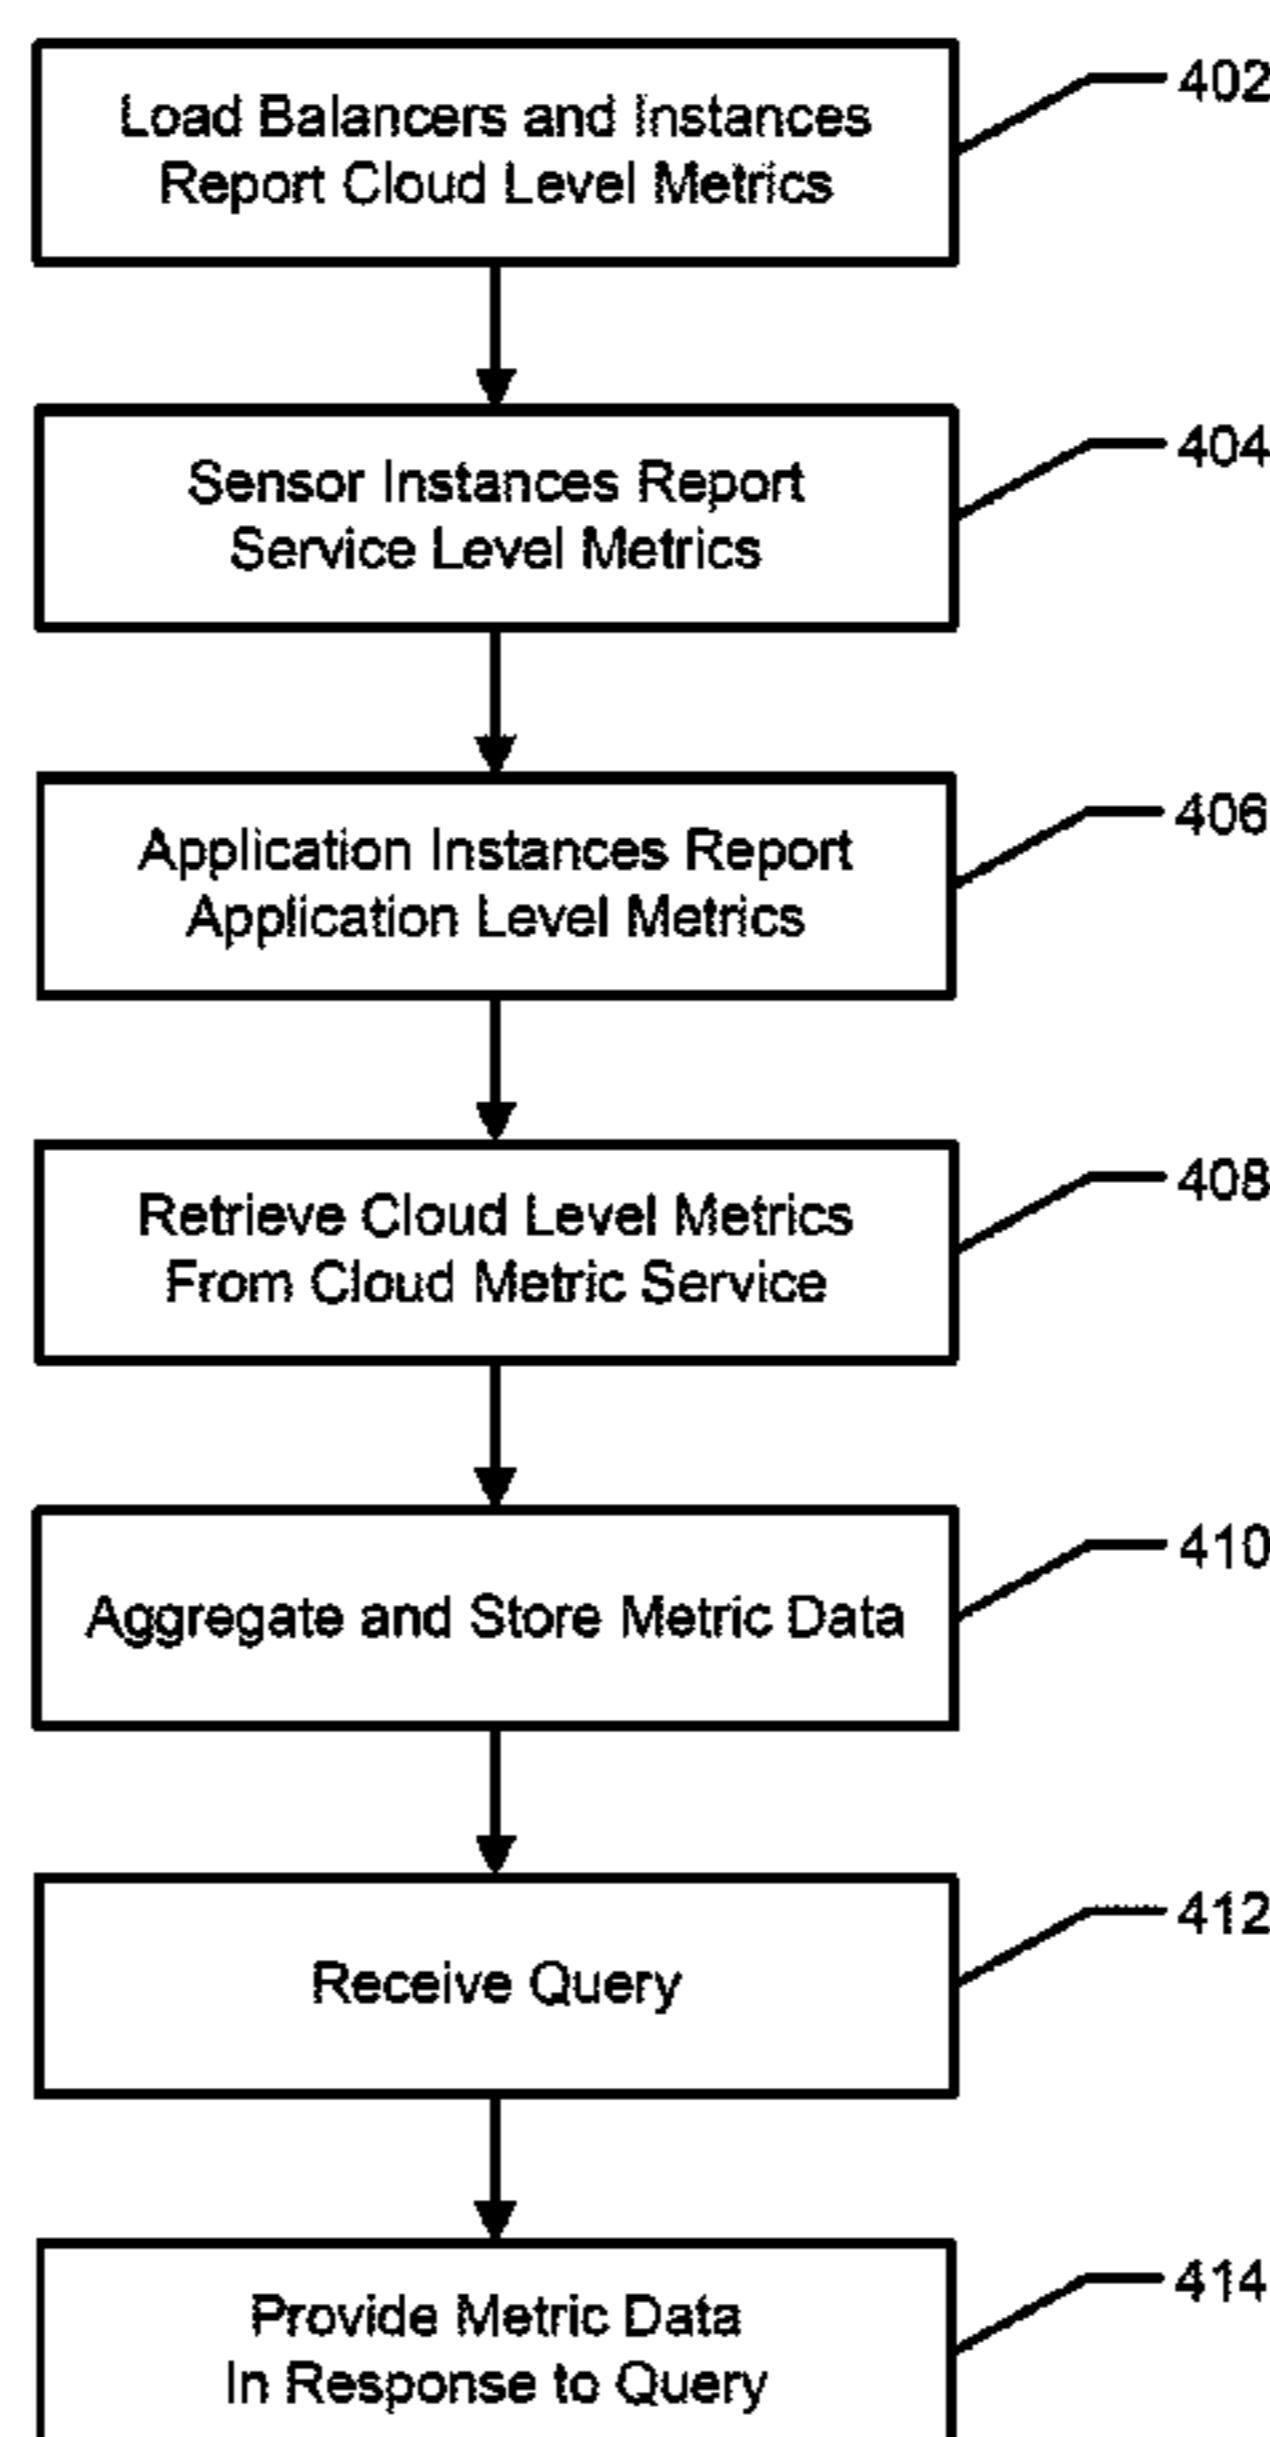 Load Balancers and Instances
Report Cloud Level Metrics
402
Sensor Instances Report
Service Level Metrics
404
Application Instances Report
Application Level Metrics
406
Retrieve Cloud Level Metrics
From Cloud Metric Service
408
Aggregate and Store Metric Data
410
Receive Query
412
Provide Metric Data
In Response to Query
414